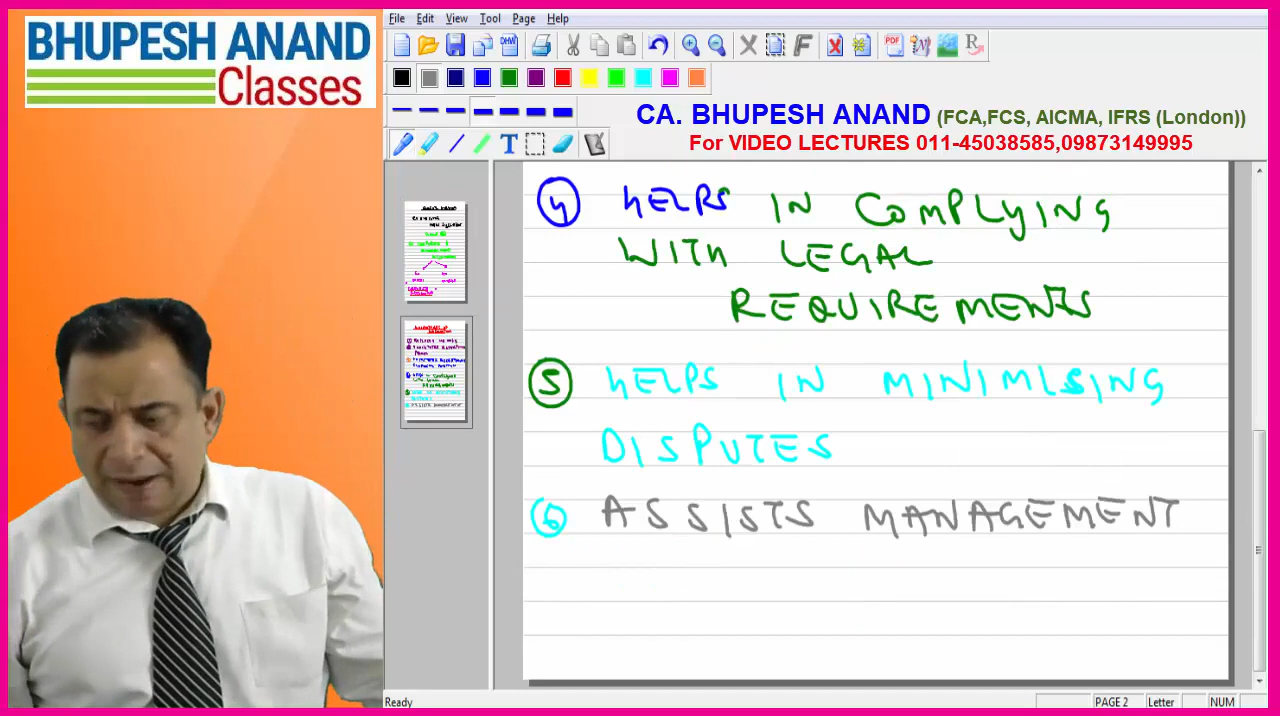 BHUPESH ANAND
Classes
File Edit View Tool Page Help
CA. BHUPESH ANAND (FCA,FCS, AICMA, IFRS (London))
For VIDEO LECTURES 011-45038585,09873149995
4 HELPS IN COMPLYING
WITH LEGAL
REQUIREMENTS
5 HELPS IN MINIMISING
DISPUTES
6 ASSISTS MANAGEMENT
Ready PAGE 2 Letter NUM